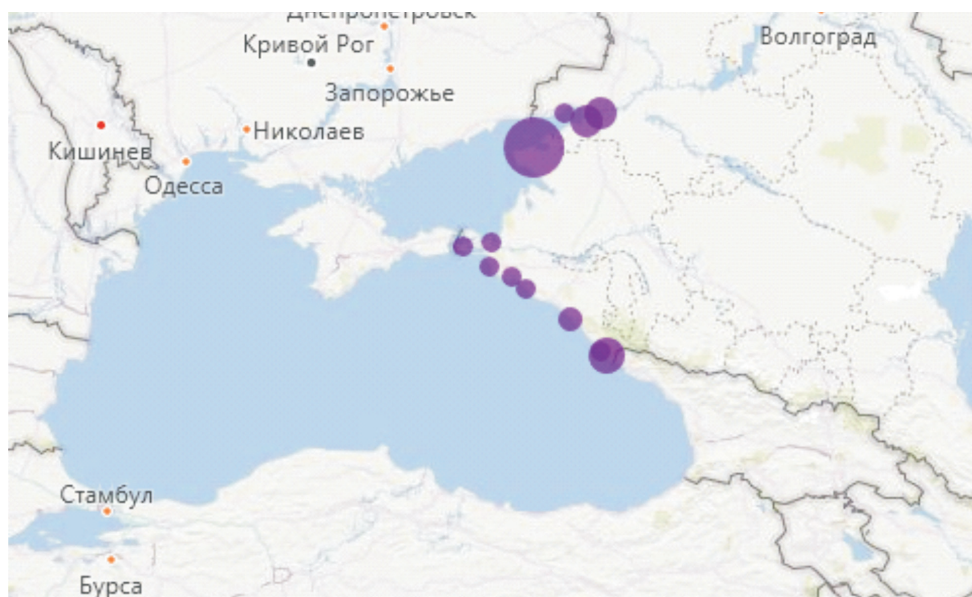 Днепропетровск
Волгоград
Кривой Рог
Запорожье
Николаев
Кишинев
Одесса
Стамбул
Бурса